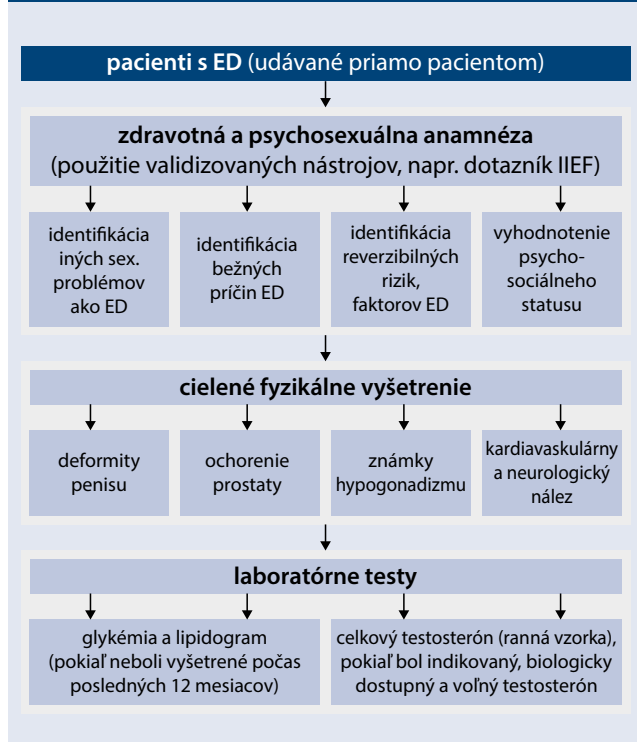 pacienti s ED (udávané priamo pacientom)
zdravotná a psychosexuálna anamnéza
(použitie validizovaných nástrojov, napr. dotazník IIEF)
identifikácia
iných sex.
problémov
ako ED
identifikácia
bežných
príčin ED
identifikácia
reverzibilných
rizik,
faktorov ED
vyhodnotenie
psycho-
sociálneho
statusu
cielené fyzikálne vyšetrenie
deformity
penisu
ochorenie
prostaty
známky
hypogonadizmu
kardiavaskulárny
a neurologický
nález
laboratórne testy
glykémia a lipidogram
(pokiaľ neboli vyšetrené počas
posledných 12 mesiacov)
celkový testosterón (ranná vzorka),
pokiaľ bol indikovaný, biologicky
dostupný a voľný testosterón